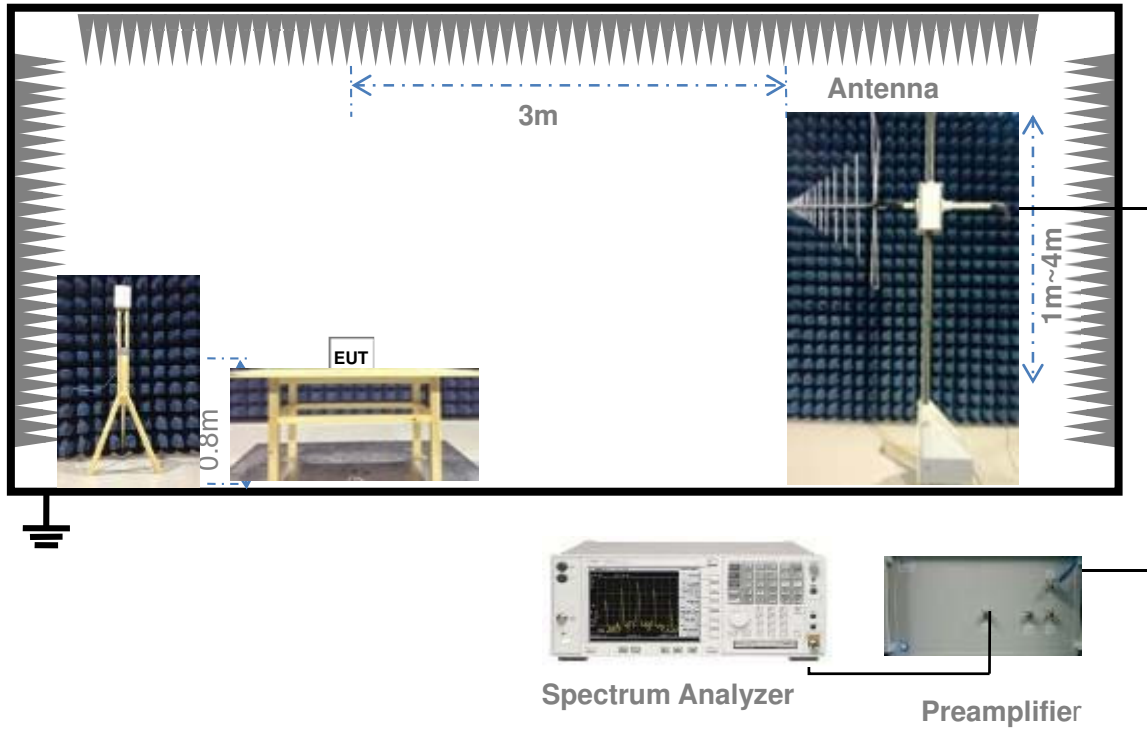 Antenna
3m
1m~4m
EUT
0.8m
Spectrum Analyzer
Preamplifier